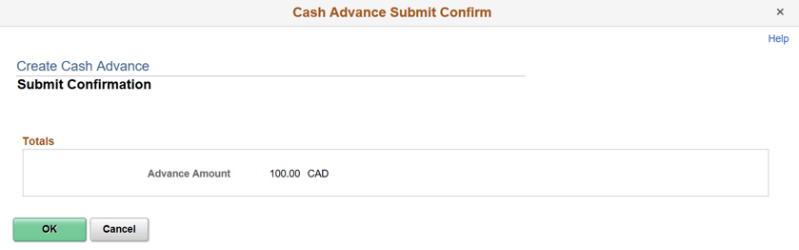 Cash Advance Submit Confirm ×
Help
Create Cash Advance
Submit Confirmation
Totals
Advance Amount 100.00 CAD
OK Cancel